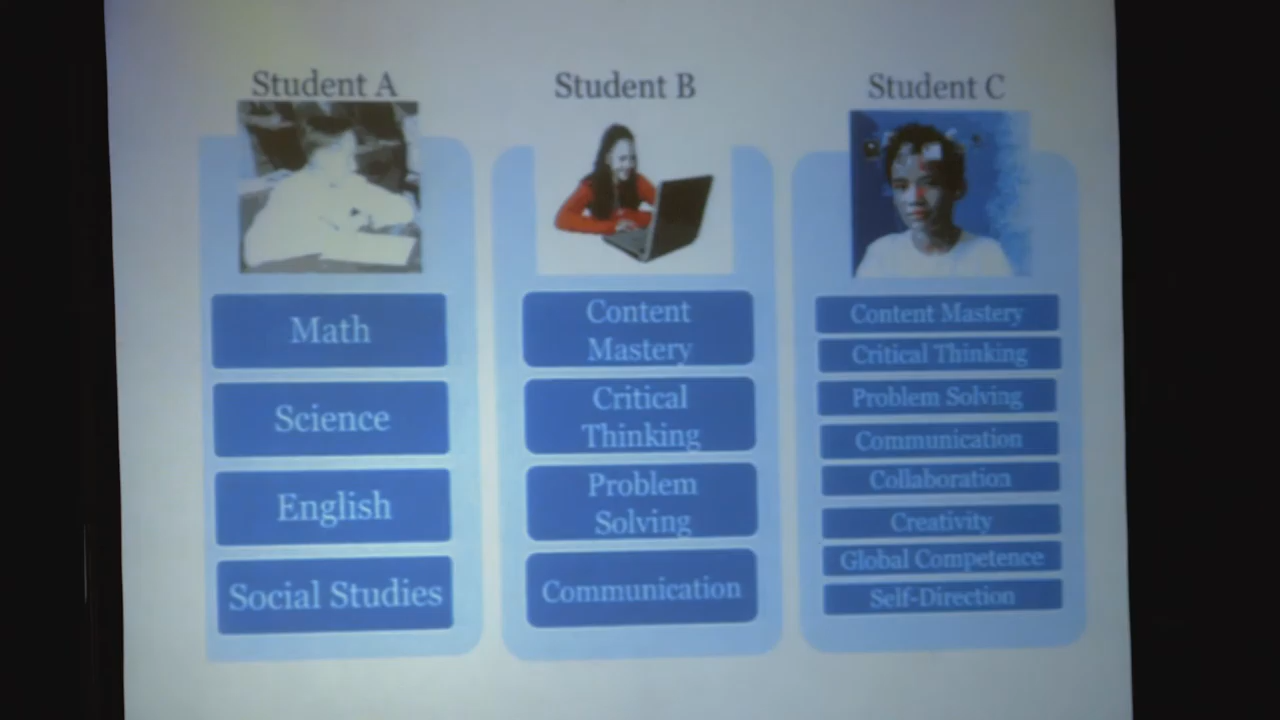 Student A
Math
Science
English
Social Studies
Student B
Content
Mastery
Critical
Thinking
Problem
Solving
Communication
Student C
Content Mastery
Critical Thinking
Problem Solving
Communication
Collaboration
Creativity
Global Competence
Self-Direction